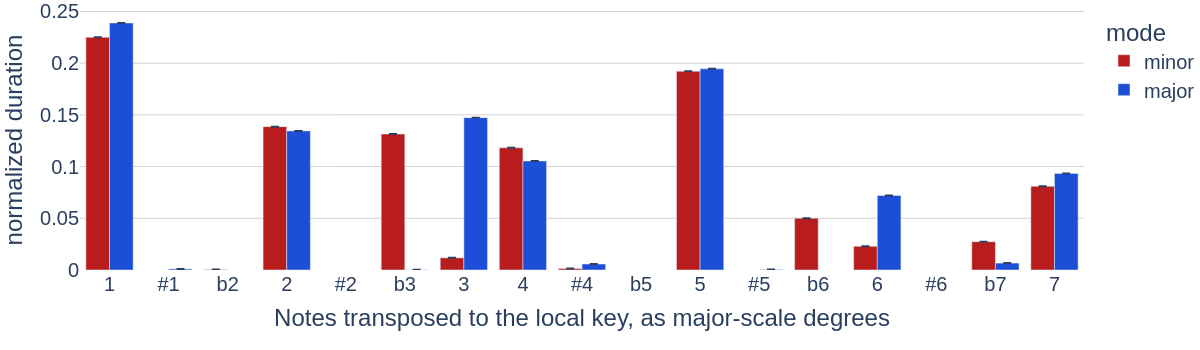 normalized duration
0.25
0.2
0.15
0.1
0.05
0
1 #1 b2 2 #2 b3 3 4 #4 b5 5 #5 b6 6 #6 b7 7
Notes transposed to the local key, as major-scale degrees
mode
minor
major